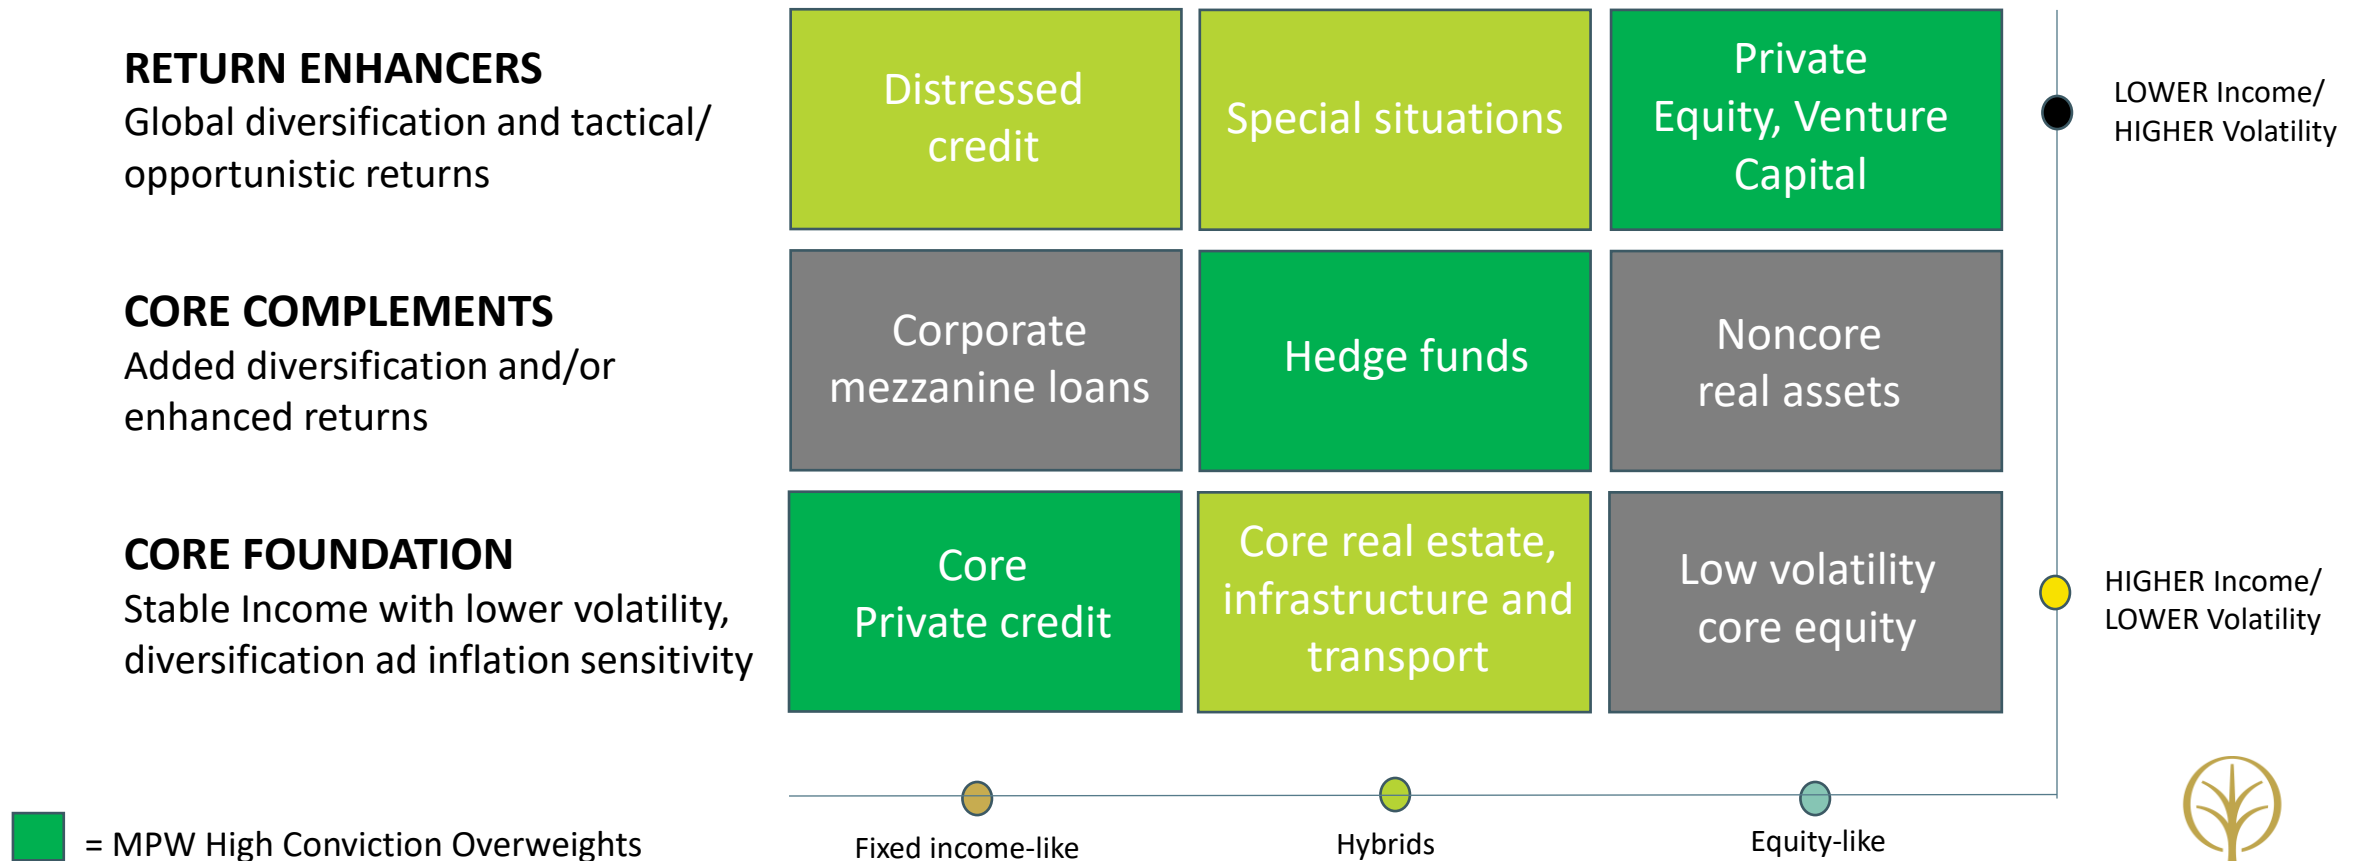 RETURN ENHANCERS
Global diversification and tactical/
opportunistic returns
Distressed
credit
Special situations
Private
Equity, Venture
Capital
LOWER Income/
HIGHER Volatility
CORE COMPLEMENTS
Added diversification and/or
enhanced returns
Corporate
mezzanine loans
Hedge funds
Noncore
real assets
CORE FOUNDATION
Stable Income with lower volatility,
diversification ad inflation sensitivity
Core
Private credit
Core real estate,
infrastructure and
transport
Low volatility
core equity
HIGHER Income/
LOWER Volatility
= MPW High Conviction Overweights
Fixed income-like
Hybrids
Equity-like